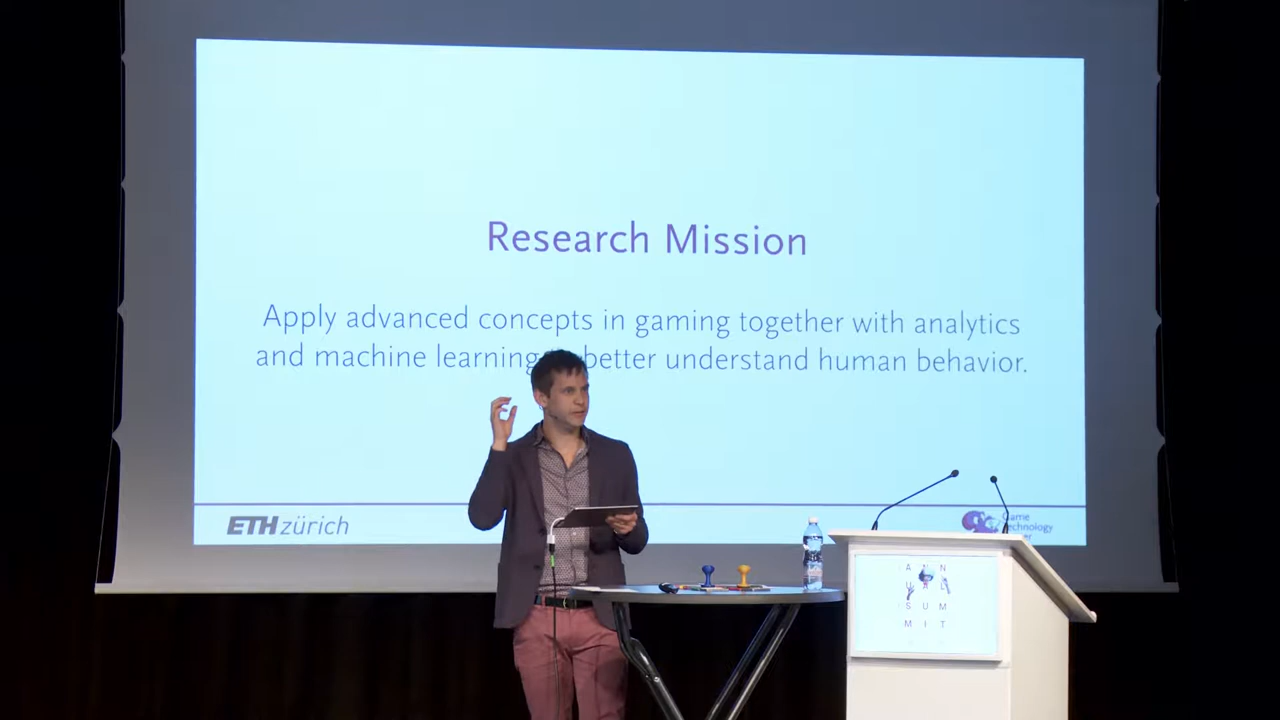 Research Mission
Apply advanced concepts in gaming together with analytics
and machine learning better understand human behavior.
ETH zürich
Game
Technology
A N N
U A L
S U M
M I T